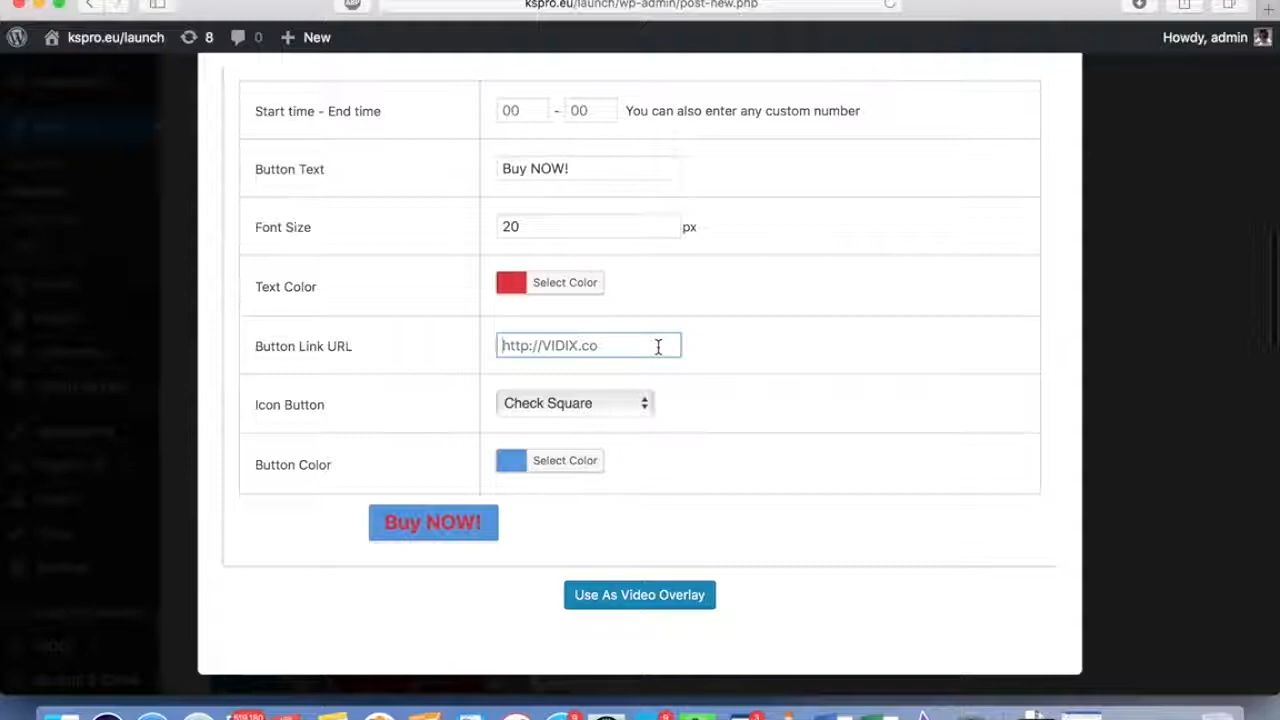 kspro.eu/launch/wp-admin/post-new.php
kspro.eu/launch 8 0 New Howdy, admin
Start time - End time 00 - 00 You can also enter any custom number
Button Text Buy NOW!
Font Size 20 px
Text Color Select Color
Button Link URL http://VIDIX.co
Icon Button Check Square
Button Color Select Color
Buy NOW!
Use As Video Overlay